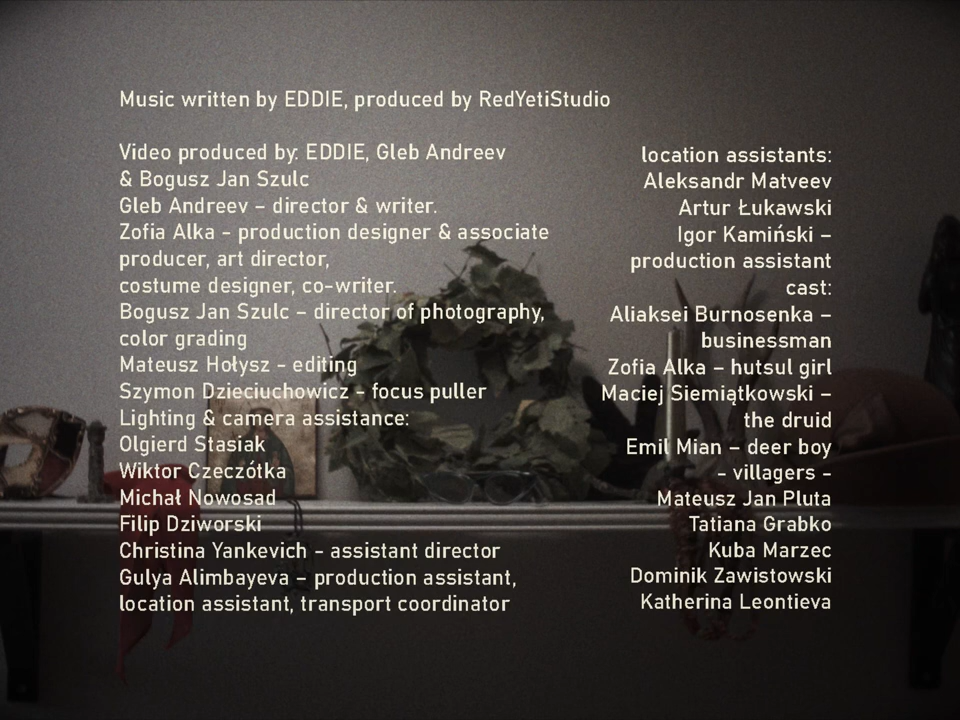 Music written by EDDIE, produced by RedYetiStudio
Video produced by: EDDIE, Gleb Andreev
& Bogusz Jan Szulc
Gleb Andreev – director & writer.
Zofia Alka - production designer & associate
producer, art director,
costume designer, co-writer.
Bogusz Jan Szulc – director of photography,
color grading
Mateusz Hołysz - editing
Szymon Dzieciuchowicz - focus puller
Lighting & camera assistance:
Olgierd Stasiak
Wiktor Czeczótka
Michał Nowosad
Filip Dziworski
Christina Yankevich - assistant director
Gulya Alimbayeva – production assistant,
location assistant, transport coordinator
location assistants:
Aleksandr Matveev
Artur Łukawski
Igor Kamiński –
production assistant
cast:
Aliaksei Burnosenka –
businessman
Zofia Alka – hutsul girl
Maciej Siemiątkowski –
the druid
Emil Mian – deer boy
- villagers -
Mateusz Jan Pluta
Tatiana Grabko
Kuba Marzec
Dominik Zawistowski
Katherina Leontieva